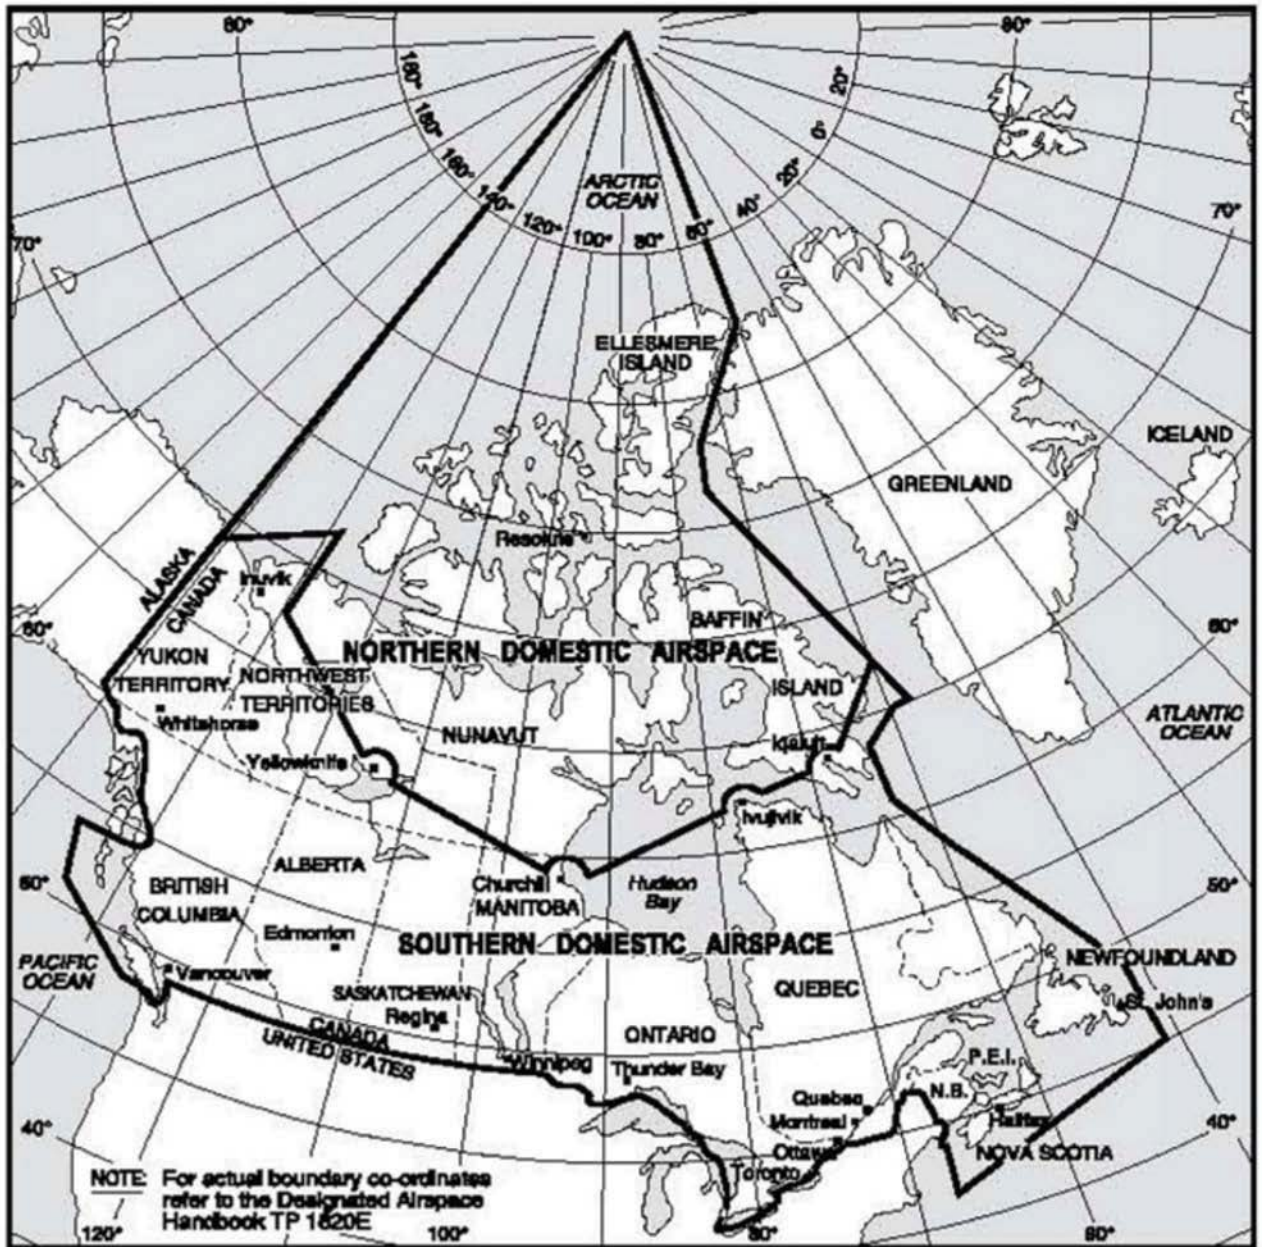 80°
80°
180°
180°
160°
140°
120°
100°
80°
60°
40°
20°
0°
20°
ARCTIC
OCEAN
70°
70°
ELLESMERE
ISLAND
ICELAND
GREENLAND
Resolute
ALASKA
CANADA
Inuvik
BAFFIN
60°
60°
NORTHERN DOMESTIC AIRSPACE
YUKON
TERRITORY
NORTHWEST
TERRITORIES
ISLAND
Whitehorse
NUNAVUT
Iqaluit
ATLANTIC
OCEAN
Yellowknife
Ivujivik
ALBERTA
50°
BRITISH
COLUMBIA
Churchill
MANITOBA
Hudson
Bay
50°
Edmonton
SOUTHERN DOMESTIC AIRSPACE
NEWFOUNDLAND
PACIFIC
OCEAN
Vancouver
SASKATCHEWAN
Regina
QUEBEC
St. John's
CANADA
UNITED STATES
ONTARIO
Winnipeg
Thunder Bay
P.E.I.
N.B.
Quebec
Montreal
Halifax
40°
40°
Ottawa
NOVA SCOTIA
Toronto
NOTE: For actual boundary co-ordinates
refer to the Designated Airspace
Handbook TP 1820E
120°
100°
80°
60°